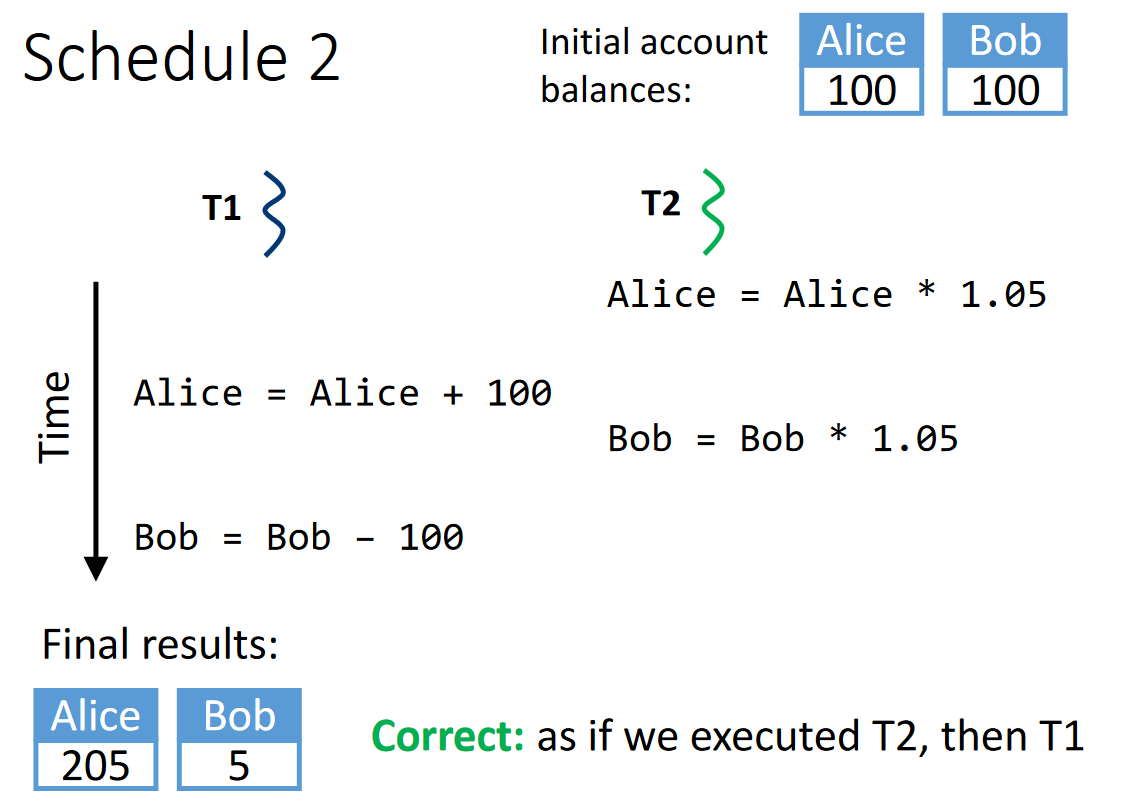 Schedule 2
Initial account
balances:
Alice Bob
100 100
T1
T2
Alice = Alice * 1.05
Time
Alice = Alice + 100
Bob = Bob * 1.05
Bob = Bob – 100
Final results:
Alice Bob
205 5
Correct: as if we executed T2, then T1